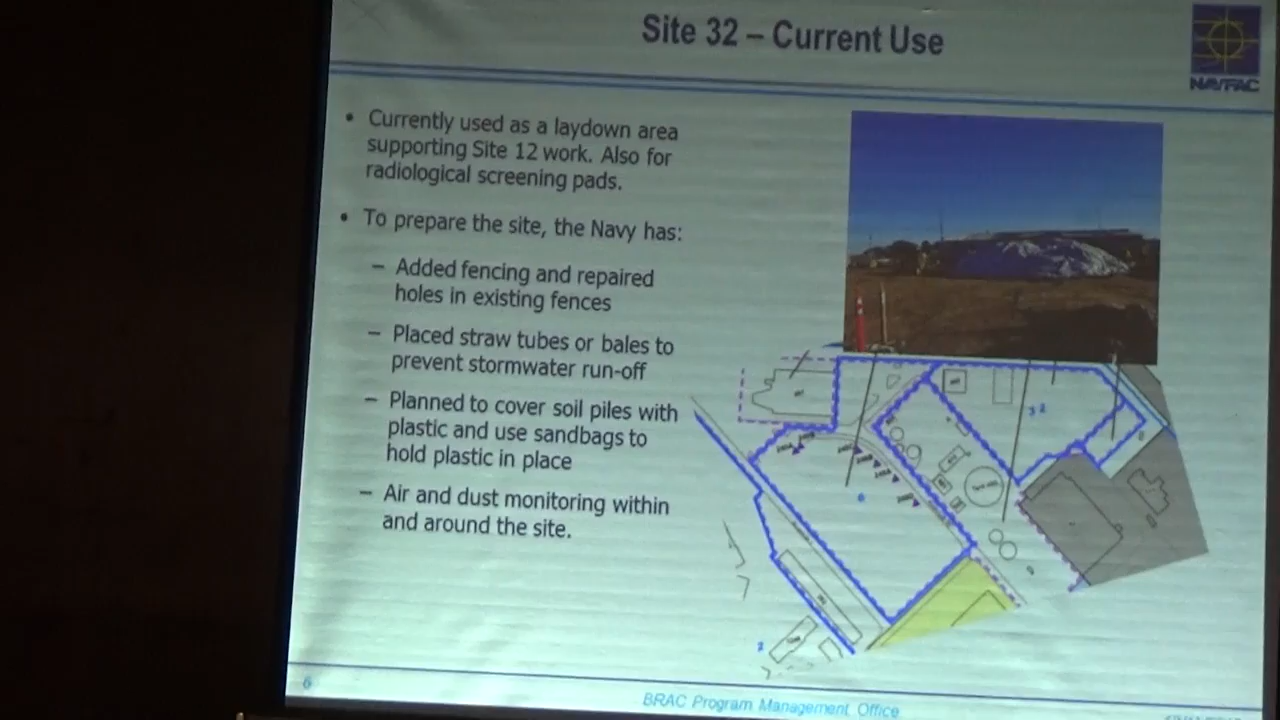 Site 32 – Current Use
NAVFAC
• Currently used as a laydown area
supporting Site 12 work. Also for
radiological screening pads.
• To prepare the site, the Navy has:
– Added fencing and repaired
holes in existing fences
– Placed straw tubes or bales to
prevent stormwater run-off
– Planned to cover soil piles with
plastic and use sandbags to
hold plastic in place
– Air and dust monitoring within
and around the site.
32
6
BRAC Program Management Office